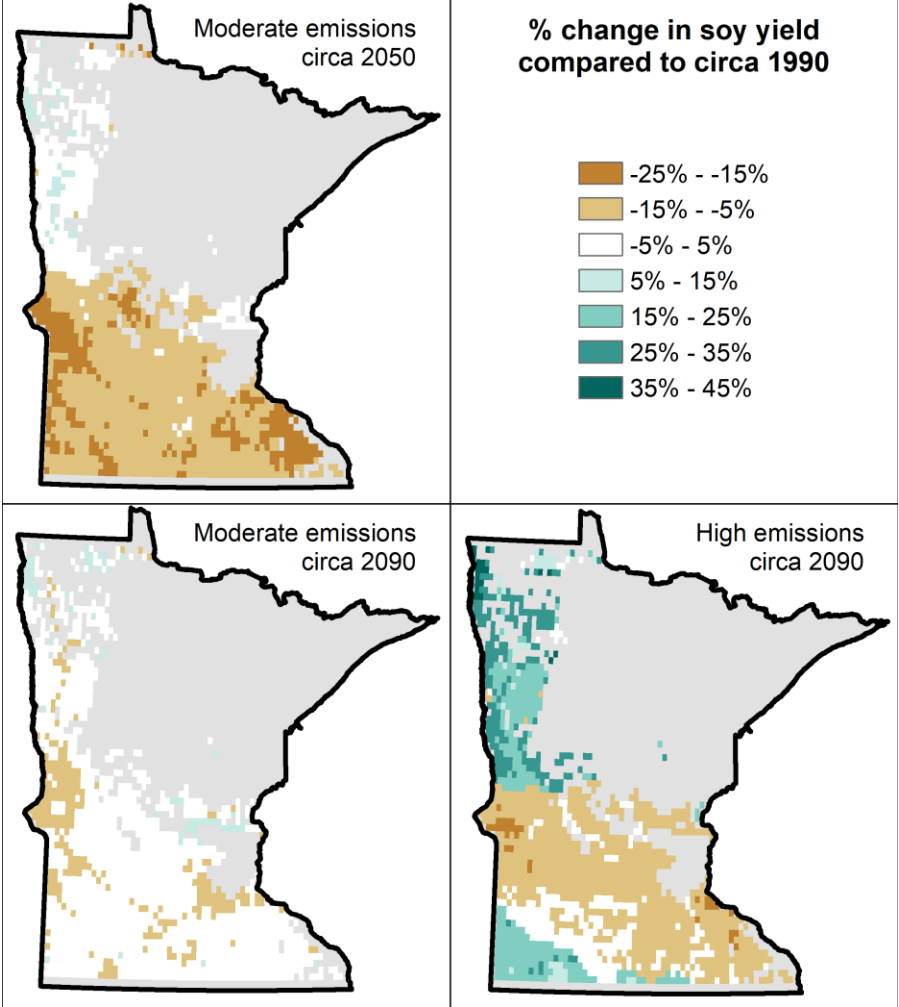 Moderate emissions
circa 2050
% change in soy yield
compared to circa 1990
-25% - -15%
-15% - -5%
-5% - 5%
5% - 15%
15% - 25%
25% - 35%
35% - 45%
Moderate emissions
circa 2090
High emissions
circa 2090